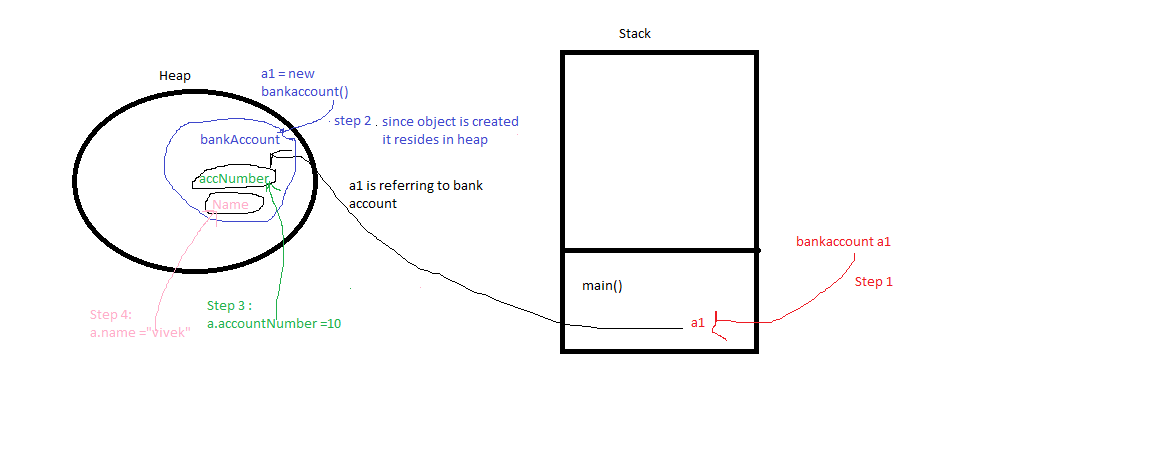 Stack
Heap
a1 = new
bankaccount()
step 2 . since object is created
it resides in heap
bankAccount
accNumber
Name
a1 is referring to bank
account
bankaccount a1
Step 1
main()
a1
Step 3 :
a.accountNumber =10
Step 4:
a.name ="vivek"